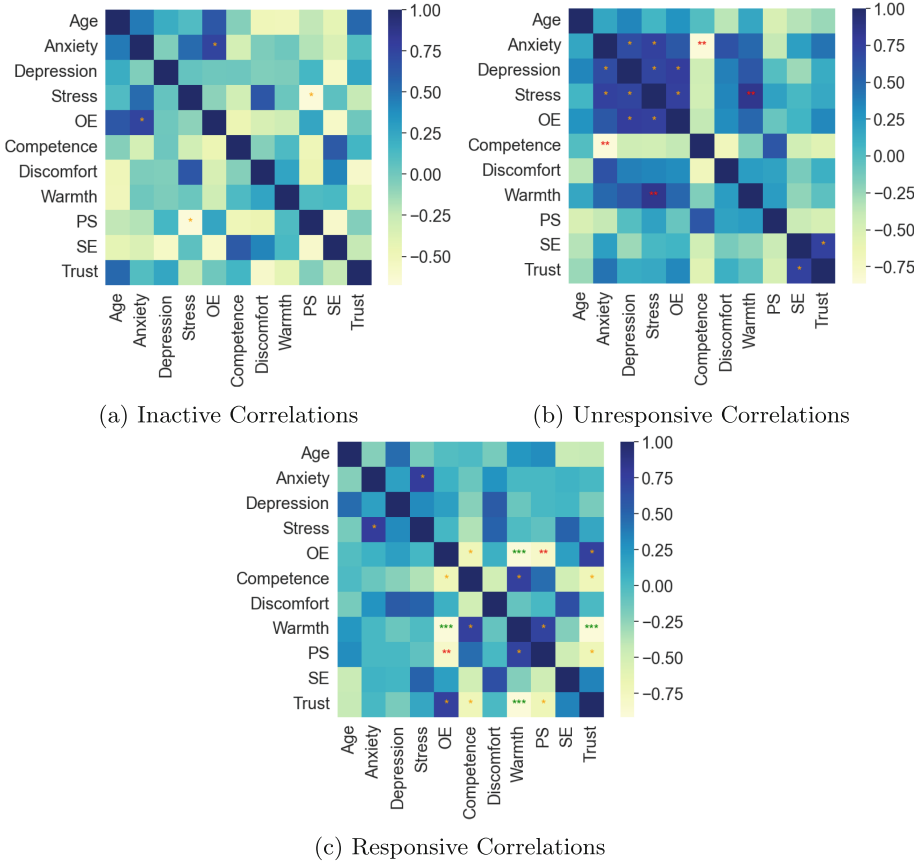 Age
Anxiety
Depression
Stress
OE
Competence
Discomfort
Warmth
PS
SE
Trust
Age
Anxiety
Depression
Stress
OE
Competence
Discomfort
Warmth
PS
SE
Trust
1.00
0.75
0.50
0.25
0.00
−0.25
−0.50
* 
* 
* 
* 
(a) Inactive Correlations
Age
Anxiety
Depression
Stress
OE
Competence
Discomfort
Warmth
PS
SE
Trust
* * **
* * *
* * * **
* *
**
**
*
*
Age
Anxiety
Depression
Stress
OE
Competence
Discomfort
Warmth
PS
SE
Trust
1.00
0.75
0.50
0.25
0.00
−0.25
−0.50
−0.75
(b) Unresponsive Correlations
Age
Anxiety
Depression
Stress
OE
Competence
Discomfort
Warmth
PS
SE
Trust
*
*
* *** ** *
* * *
*** * * ***
** * *
* * *** *
Age
Anxiety
Depression
Stress
OE
Competence
Discomfort
Warmth
PS
SE
Trust
1.00
0.75
0.50
0.25
0.00
−0.25
−0.50
−0.75
(c) Responsive Correlations